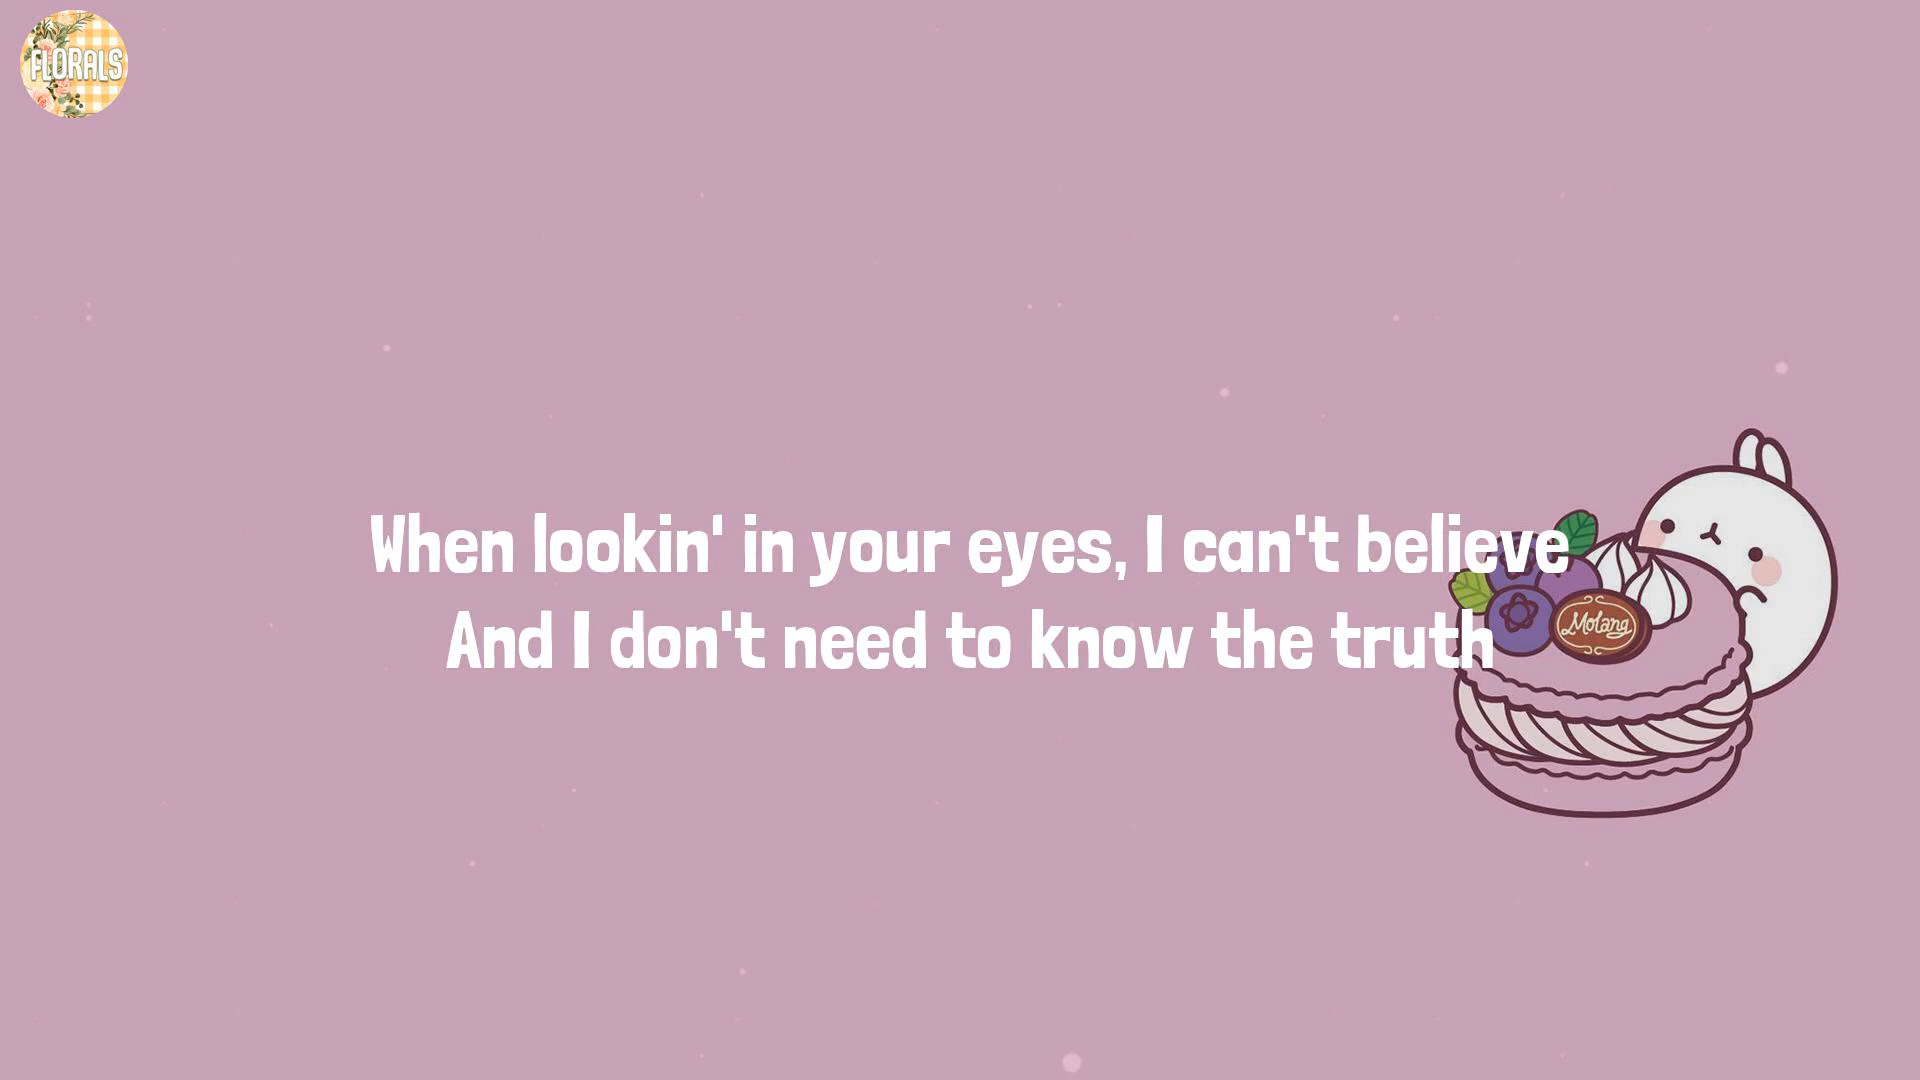 FLORALS
When lookin' in your eyes, I can't believe
And I don't need to know the truth
Molang